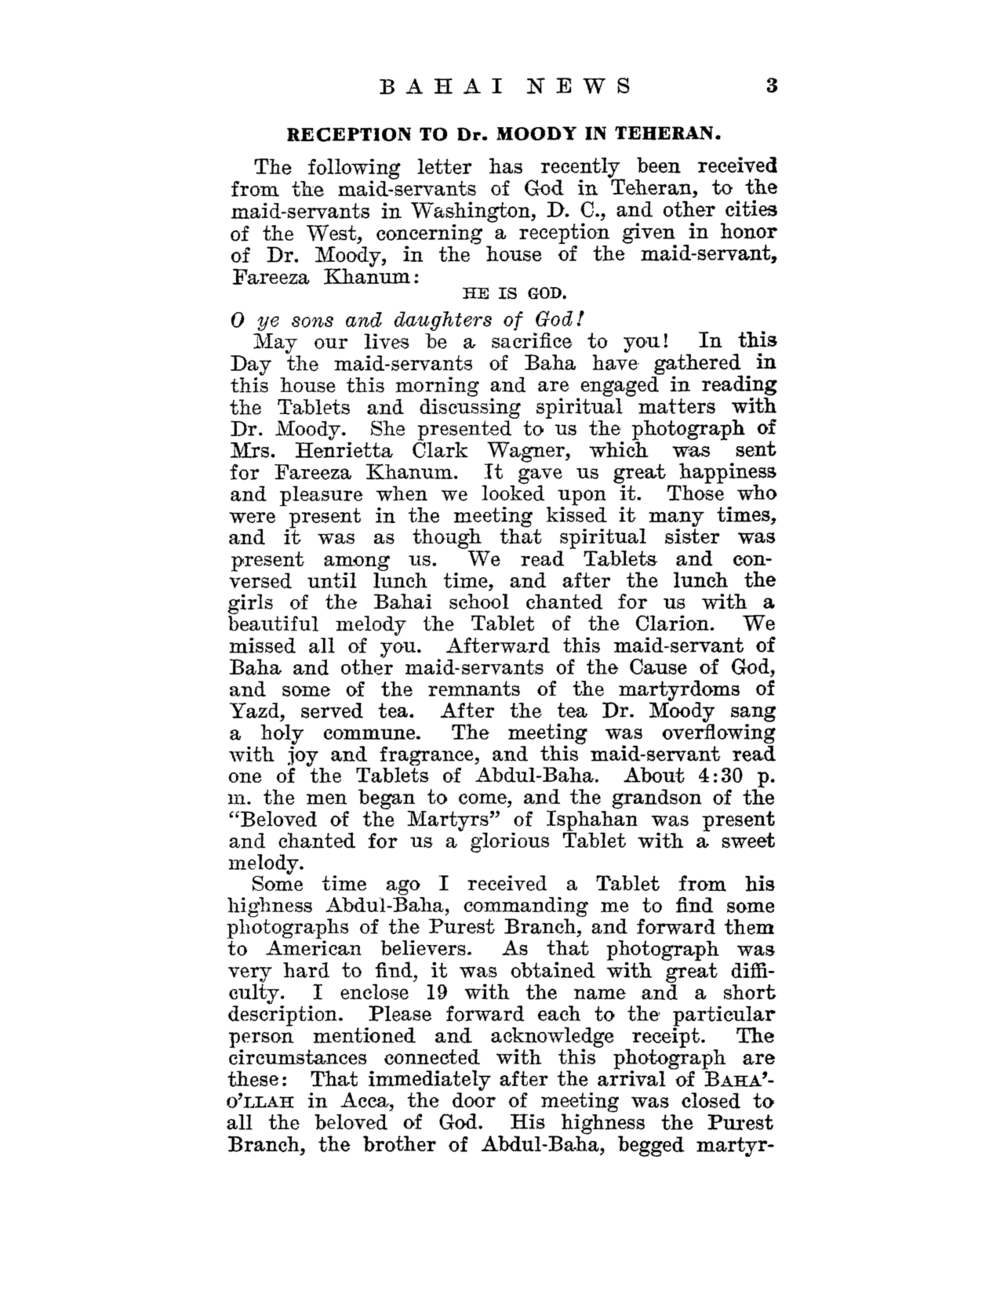 BAHAI NEWS 3
RECEPTION TO Dr. MOODY IN TEHERAN.
The following letter has recently been received
from the maid-servants of God in Teheran, to the
maid-servants in Washington, D. C., and other cities
of the West, concerning a reception given in honor
of Dr. Moody, in the house of the maid-servant,
Fareeza Khanum:
HE IS GOD.
O ye sons and daughters of God!
May our lives be a sacrifice to you! In this
Day the maid-servants of Baha have gathered in
this house this morning and are engaged in reading
the Tablets and discussing spiritual matters with
Dr. Moody. She presented to us the photograph of
Mrs. Henrietta Clark Wagner, which was sent
for Fareeza Khanum. It gave us great happiness
and pleasure when we looked upon it. Those who
were present in the meeting kissed it many times,
and it was as though that spiritual sister was
present among us. We read Tablets and con-
versed until lunch time, and after the lunch the
girls of the Bahai school chanted for us with a
beautiful melody the Tablet of the Clarion. We
missed all of you. Afterward this maid-servant of
Baha and other maid-servants of the Cause of God,
and some of the remnants of the martyrdoms of
Yazd, served tea. After the tea Dr. Moody sang
a holy commune. The meeting was overflowing
with joy and fragrance, and this maid-servant read
one of the Tablets of Abdul-Baha. About 4:30 p.
m. the men began to come, and the grandson of the
“Beloved of the Martyrs” of Isphahan was present
and chanted for us a glorious Tablet with a sweet
melody.
Some time ago I received a Tablet from his
highness Abdul-Baha, commanding me to find some
photographs of the Purest Branch, and forward them
to American believers. As that photograph was
very hard to find, it was obtained with great diffi-
culty. I enclose 19 with the name and a short
description. Please forward each to the particular
person mentioned and acknowledge receipt. The
circumstances connected with this photograph are
these: That immediately after the arrival of BAHA’-
O’LLAH in Acca, the door of meeting was closed to
all the beloved of God. His highness the Purest
Branch, the brother of Abdul-Baha, begged martyr-